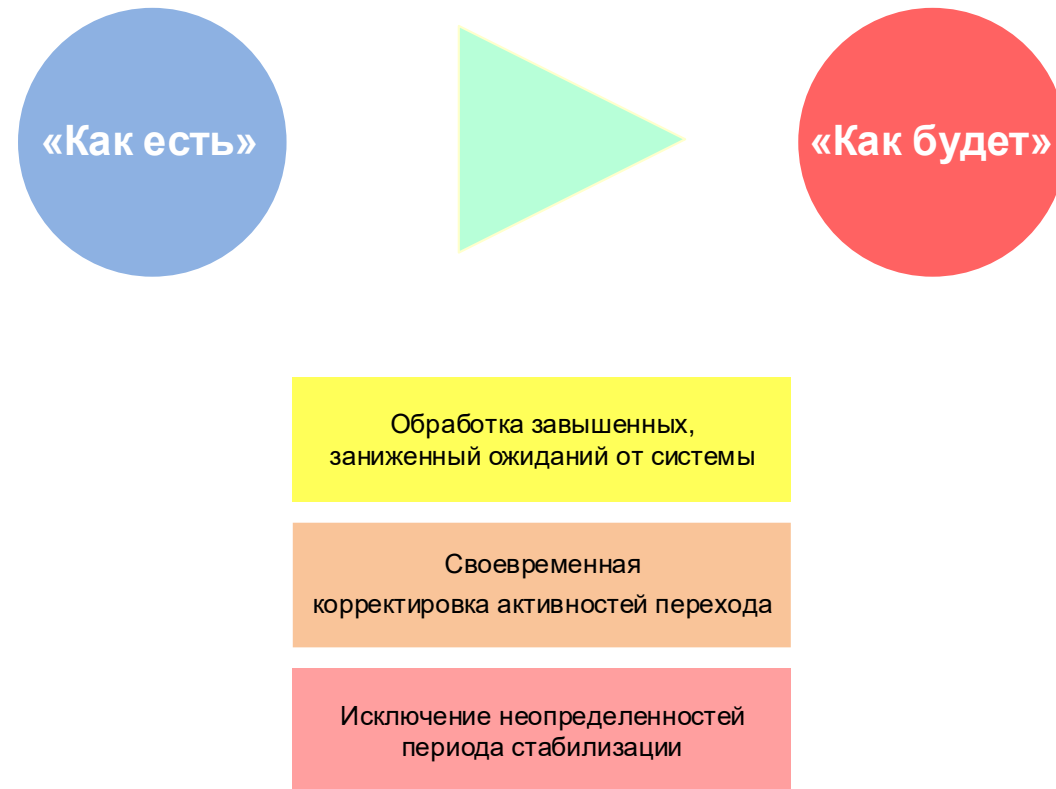 «Как есть»
«Как будет»
Обработка завышенных,
заниженный ожиданий от системы
Своевременная
корректировка активностей перехода
Исключение неопределенностей
периода стабилизации